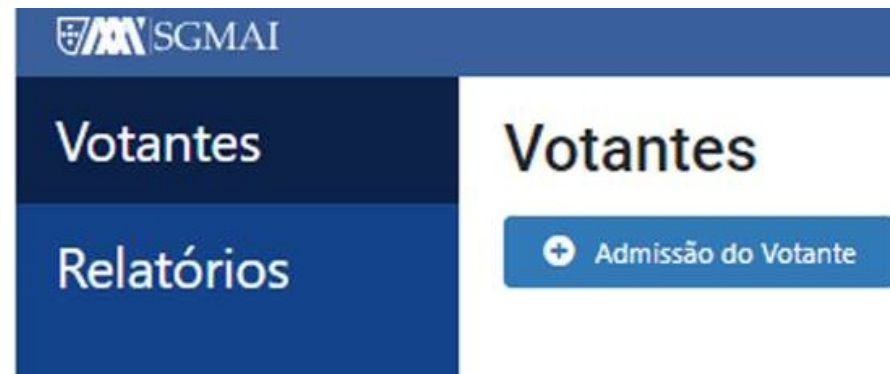 SGMAI
Votantes
Relatórios
Votantes
Admissão do Votante